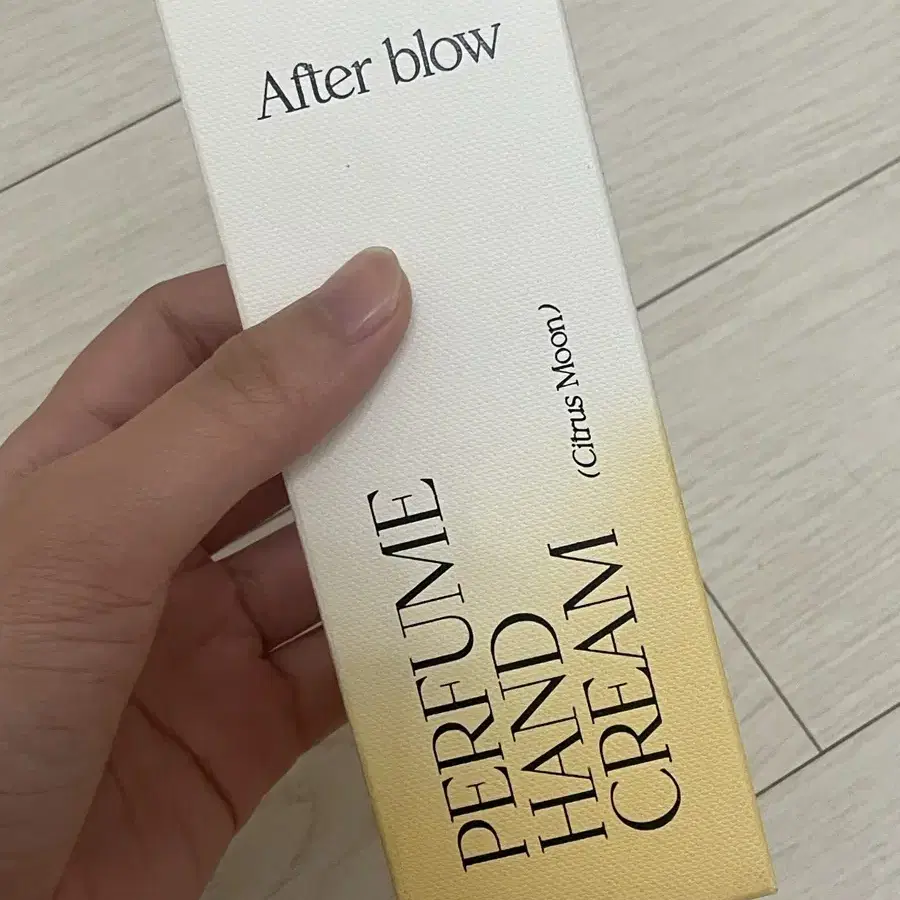 After blow
PERFUME
HAND
CREAM
(Citrus Moon)